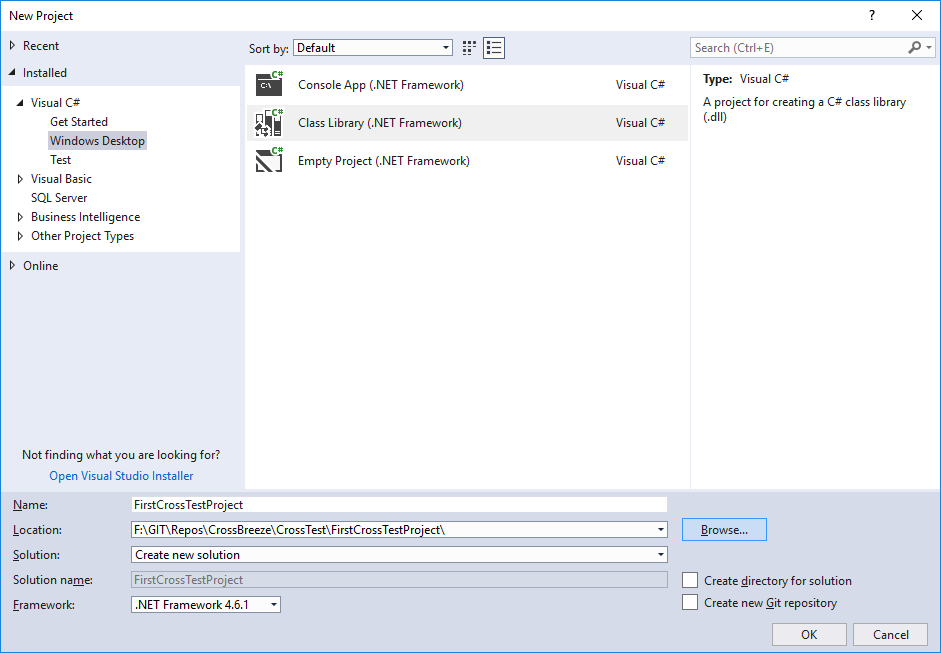 New Project
?
Recent
Installed
Visual C#
Get Started
Windows Desktop
Test
Visual Basic
SQL Server
Business Intelligence
Other Project Types
Online
Not finding what you are looking for?
Open Visual Studio Installer
Sort by: Default
C# C:\ Console App (.NET Framework) Visual C#
C# Class Library (.NET Framework) Visual C#
C# Empty Project (.NET Framework) Visual C#
Search (Ctrl+E)
Type: Visual C#
A project for creating a C# class library
(.dll)
Name: FirstCrossTestProject
Location: F:\GIT\Repos\CrossBreeze\CrossTest\FirstCrossTestProject\ Browse...
Solution: Create new solution
Solution name: FirstCrossTestProject
Create directory for solution
Framework: .NET Framework 4.6.1
Create new Git repository
OK Cancel